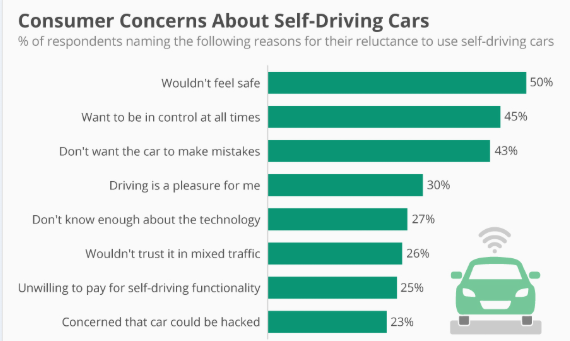 Consumer Concerns About Self-Driving Cars
% of respondents naming the following reasons for their reluctance to use self-driving cars
Wouldn't feel safe 50%
Want to be in control at all times 45%
Don't want the car to make mistakes 43%
Driving is a pleasure for me 30%
Don't know enough about the technology 27%
Wouldn't trust it in mixed traffic 26%
Unwilling to pay for self-driving functionality 25%
Concerned that car could be hacked 23%